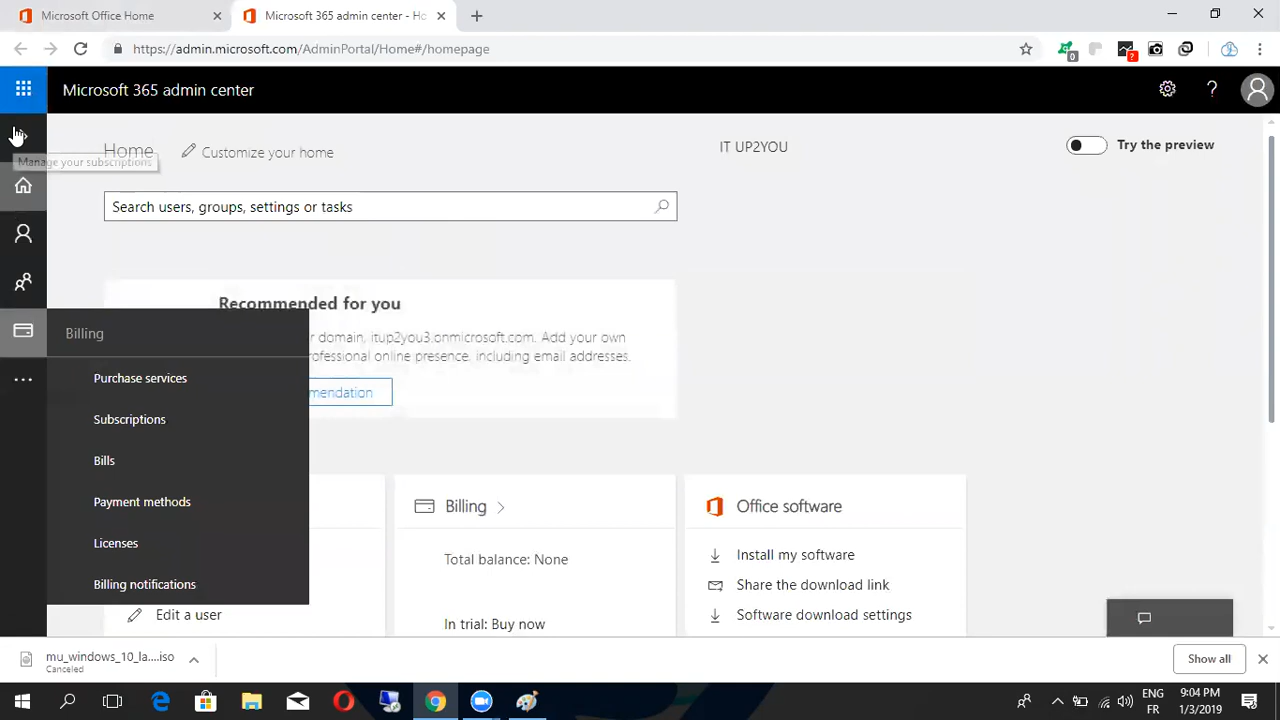 Microsoft Office Home
Microsoft 365 admin center - Ho
https://admin.microsoft.com/AdminPortal/Home#/homepage
0
?
Microsoft 365 admin center
?
Home
Customize your home
IT UP2YOU
Try the preview
Manage your subscriptions
Search users, groups, settings or tasks
Recommended for you
r domain, itup2you3.onmicrosoft.com. Add your own
rofessional online presence, including email addresses.
mendation
Billing
Purchase services
Subscriptions
Bills
Payment methods
Licenses
Billing notifications
Edit a user
Billing
Total balance: None
In trial: Buy now
Office software
Install my software
Share the download link
Software download settings
mu_windows_10_la....iso
Canceled
Show all
ENG
FR
9:04 PM
1/3/2019